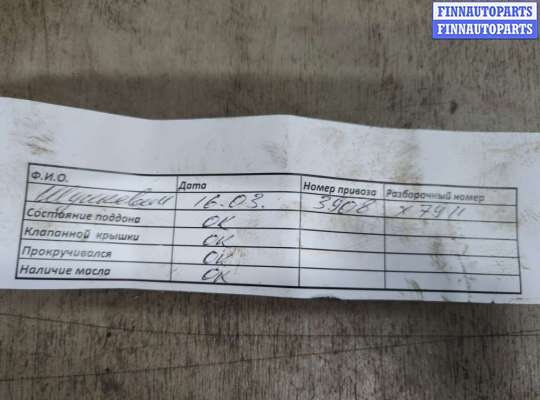 FINNAUTOPARTS
FINNAUTOPARTS
Ф.И.О. Дата Номер привоза Разборочный номер
16.03. 3908 x7911
Состояние поддона ОК
Клапанной крышки ОК
Прокручивался ОК
Наличие масла ОК